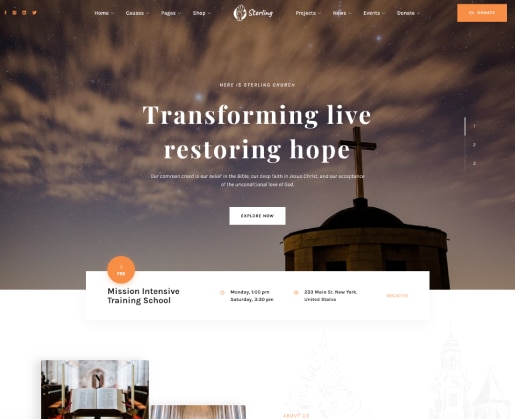 Home Causes Pages Shop Sterling Projects News Events Donate DONATE
HERE IS STERLING CHURCH
Transforming live
restoring hope
Our common creed is our belief in the Bible, our deep faith in Jesus Christ, and our acceptance
of the unconditional love of God.
EXPLORE NOW
1
2
3
FEB
Mission Intensive
Training School
Monday, 1:00 pm
Saturday, 3:30 pm
233 Main St. New York,
United States
REGISTER
ABOUT US